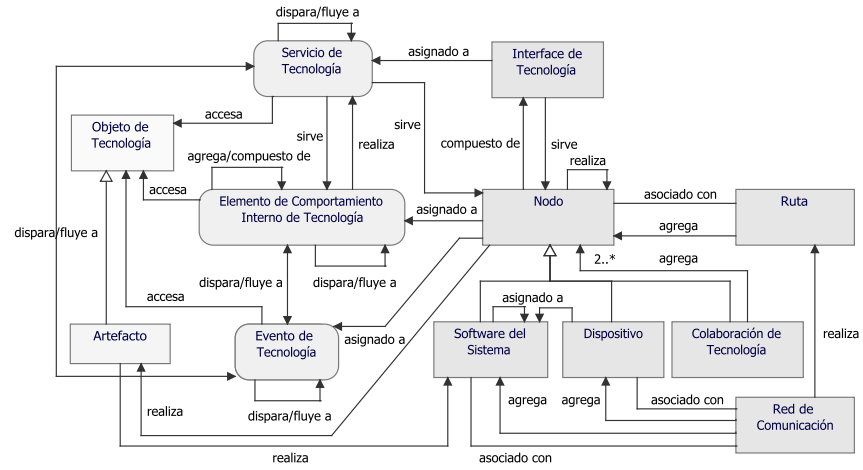 dispara/fluye a
Servicio de
Tecnología
asignado a
Interface de
Tecnología
accesa
Objeto de
Tecnología
sirve
realiza
sirve
compuesto de
sirve
agrega/compuesto de
realiza
accesa
Elemento de Comportamiento
Interno de Tecnología
asignado a
Nodo
asociado con
Ruta
agrega
dispara/fluye a
2..*
agrega
dispara/fluye a
dispara/fluye a
accesa
asignado a
Artefacto
Evento de
Tecnología
asignado a
Software del
Sistema
Dispositivo
Colaboración de
Tecnología
realiza
realiza
dispara/fluye a
agrega
agrega
asociado con
Red de
Comunicación
realiza
asociado con